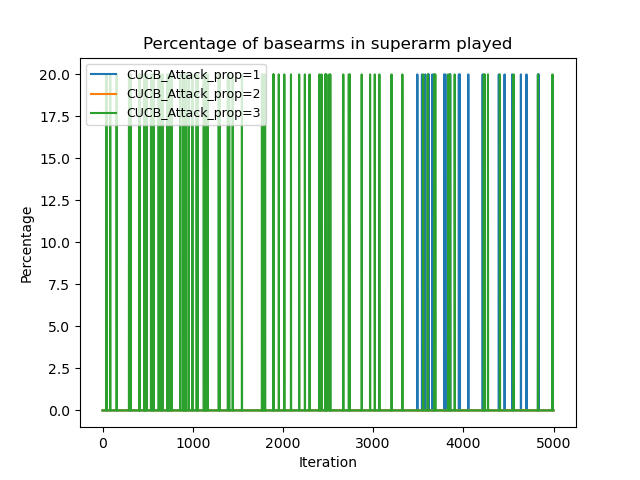 Percentage of basearms in superarm played
CUCB_Attack_prop=1
CUCB_Attack_prop=2
CUCB_Attack_prop=3
20.0
17.5
15.0
12.5
10.0
7.5
5.0
2.5
0.0
Percentage
0 1000 2000 3000 4000 5000
Iteration